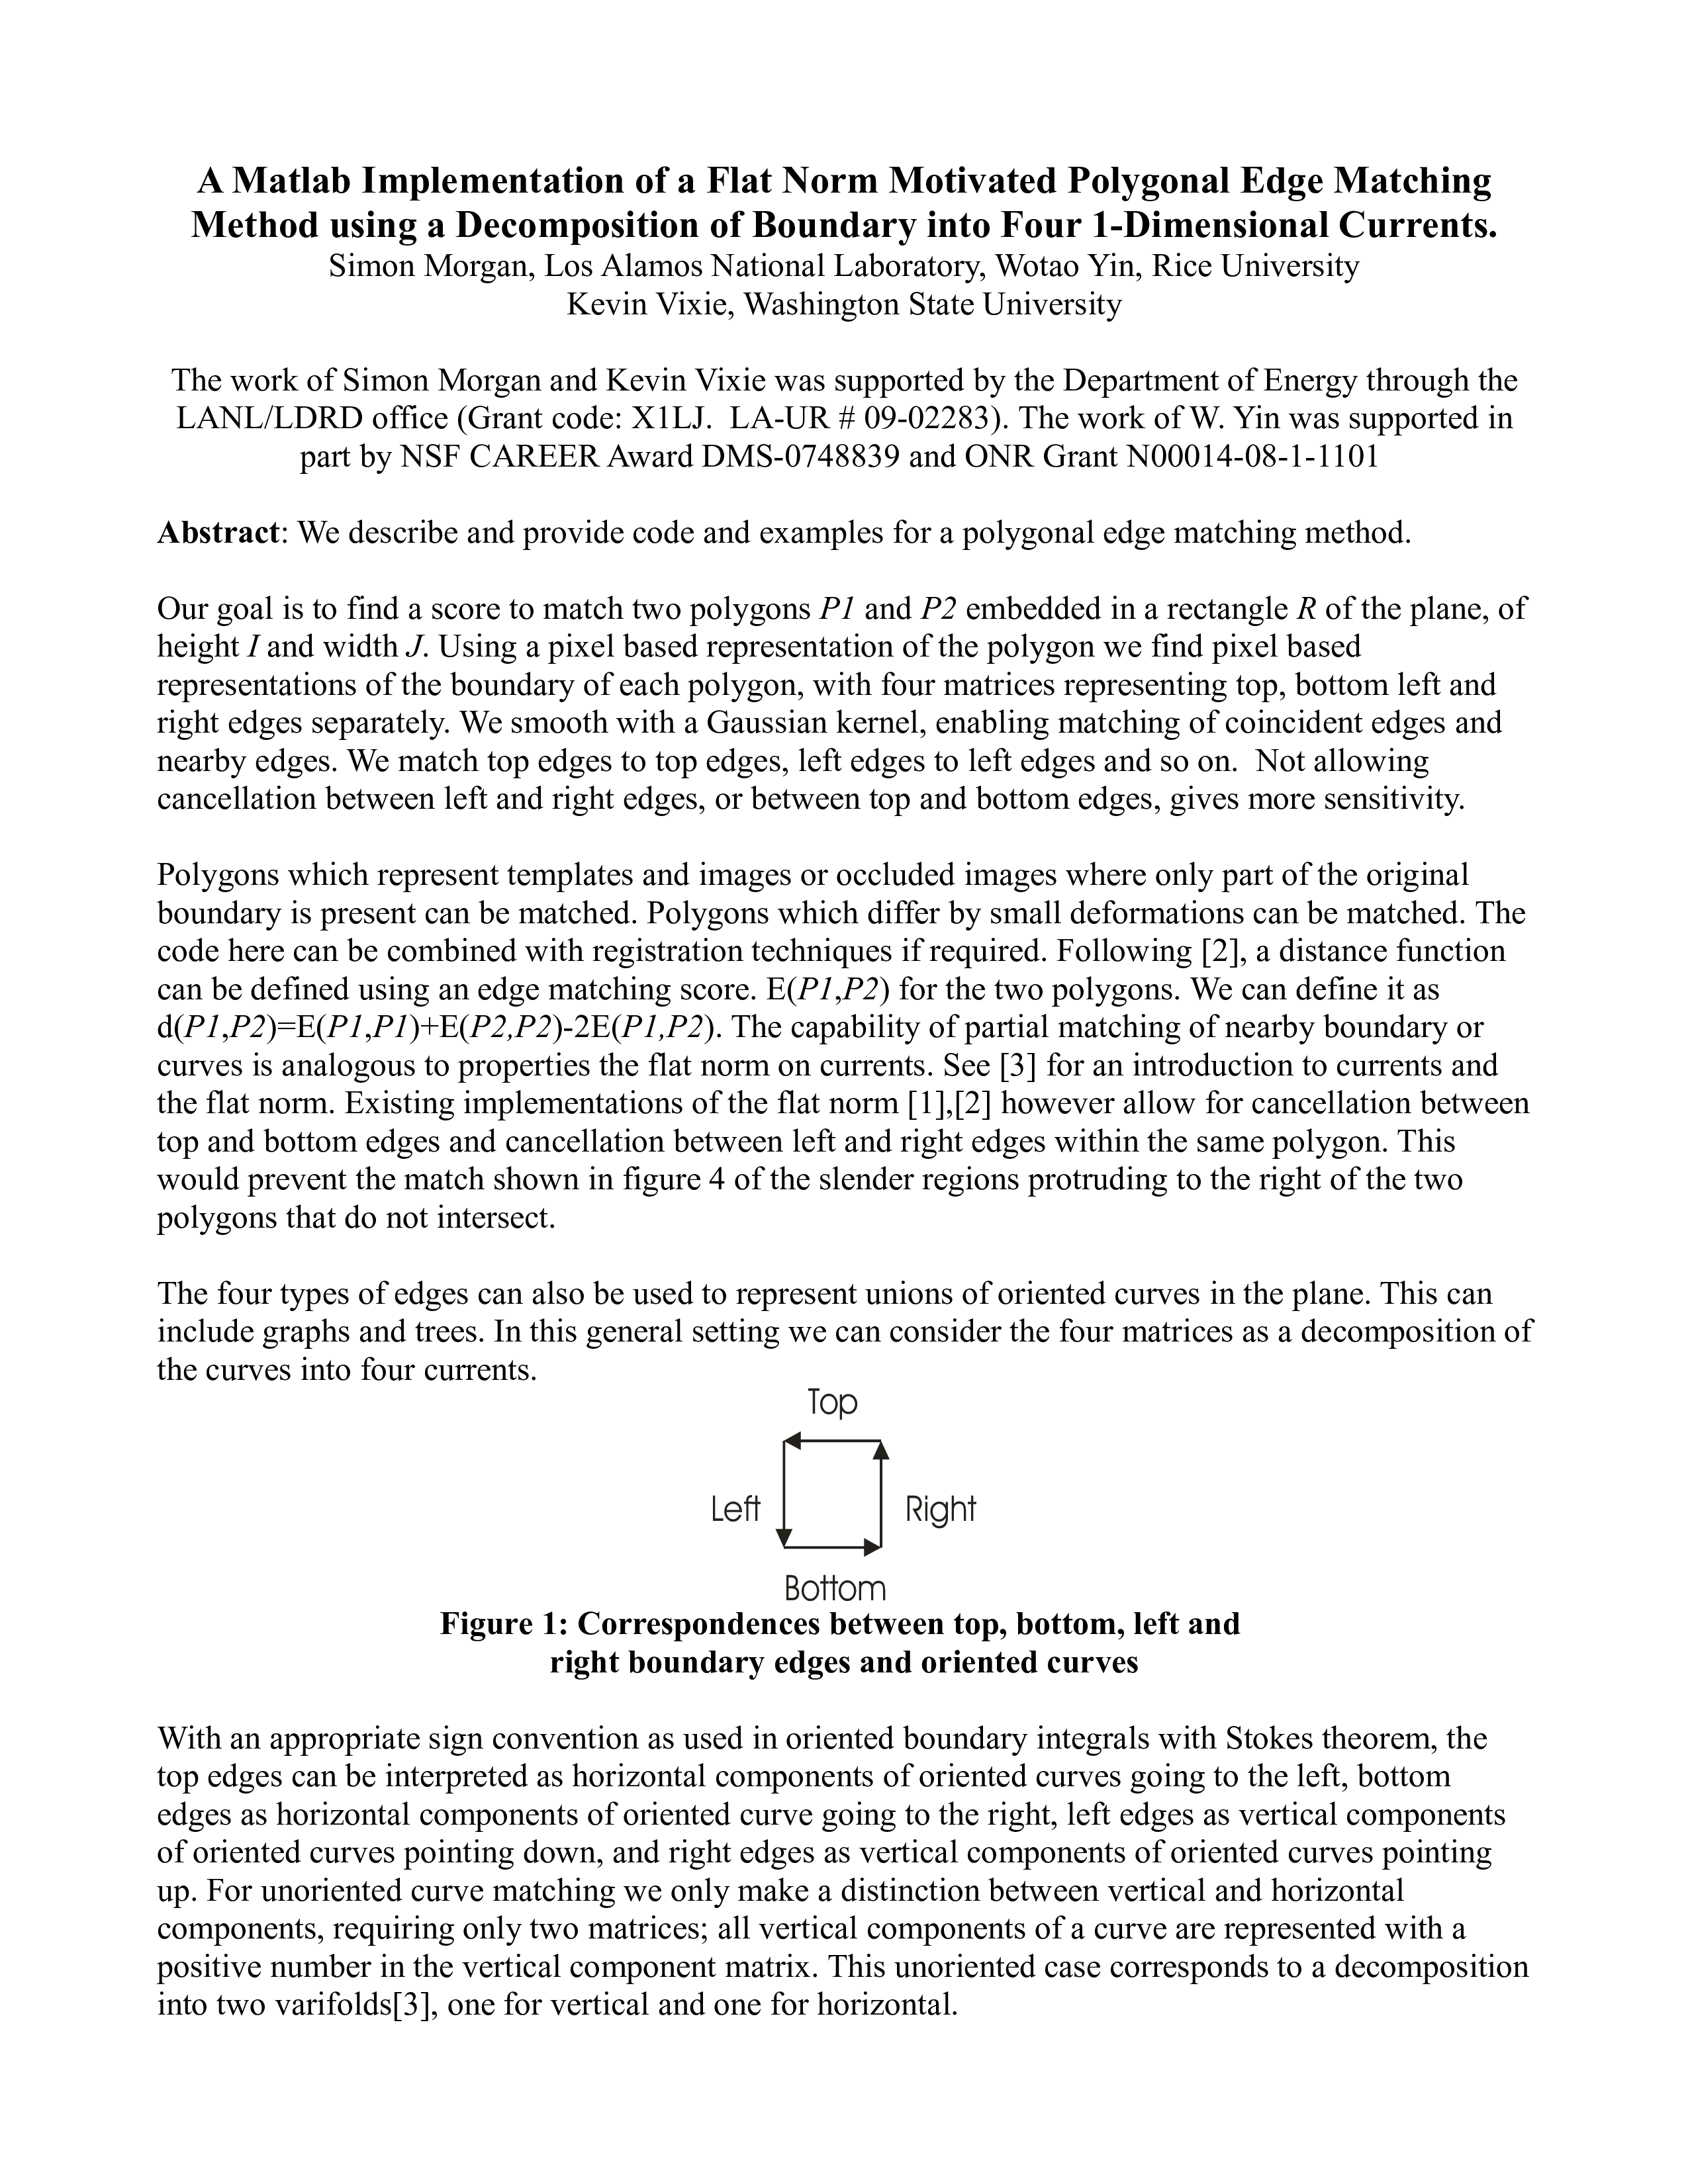 A Matlab Implementation of a Flat Norm Motivated Polygonal Edge Matching
Method using a Decomposition of Boundary into Four 1-Dimensional Currents.
Simon Morgan, Los Alamos National Laboratory, Wotao Yin, Rice University
Kevin Vixie, Washington State University
The work of Simon Morgan and Kevin Vixie was supported by the Department of Energy through the
LANL/LDRD office (Grant code: X1LJ.  LA-UR # 09-02283). The work of W. Yin was supported in
part by NSF CAREER Award DMS-0748839 and ONR Grant N00014-08-1-1101
Abstract: We describe and provide code and examples for a polygonal edge matching method.
Our goal is to find a score to match two polygons P1 and P2 embedded in a rectangle R of the plane, of
height I and width J. Using a pixel based representation of the polygon we find pixel based
representations of the boundary of each polygon, with four matrices representing top, bottom left and
right edges separately. We smooth with a Gaussian kernel, enabling matching of coincident edges and
nearby edges. We match top edges to top edges, left edges to left edges and so on.  Not allowing
cancellation between left and right edges, or between top and bottom edges, gives more sensitivity.
Polygons which represent templates and images or occluded images where only part of the original
boundary is present can be matched. Polygons which differ by small deformations can be matched. The
code here can be combined with registration techniques if required. Following [2], a distance function
can be defined using an edge matching score. E(P1,P2) for the two polygons. We can define it as
d(P1,P2)=E(P1,P1)+E(P2,P2)-2E(P1,P2). The capability of partial matching of nearby boundary or
curves is analogous to properties the flat norm on currents. See [3] for an introduction to currents and
the flat norm. Existing implementations of the flat norm [1],[2] however allow for cancellation between
top and bottom edges and cancellation between left and right edges within the same polygon. This
would prevent the match shown in figure 4 of the slender regions protruding to the right of the two
polygons that do not intersect.
The four types of edges can also be used to represent unions of oriented curves in the plane. This can
include graphs and trees. In this general setting we can consider the four matrices as a decomposition of
the curves into four currents.
Top
Left
Right
Bottom
Figure 1: Correspondences between top, bottom, left and
right boundary edges and oriented curves
With an appropriate sign convention as used in oriented boundary integrals with Stokes theorem, the
top edges can be interpreted as horizontal components of oriented curves going to the left, bottom
edges as horizontal components of oriented curve going to the right, left edges as vertical components
of oriented curves pointing down, and right edges as vertical components of oriented curves pointing
up. For unoriented curve matching we only make a distinction between vertical and horizontal
components, requiring only two matrices; all vertical components of a curve are represented with a
positive number in the vertical component matrix. This unoriented case corresponds to a decomposition
into two varifolds[3], one for vertical and one for horizontal.